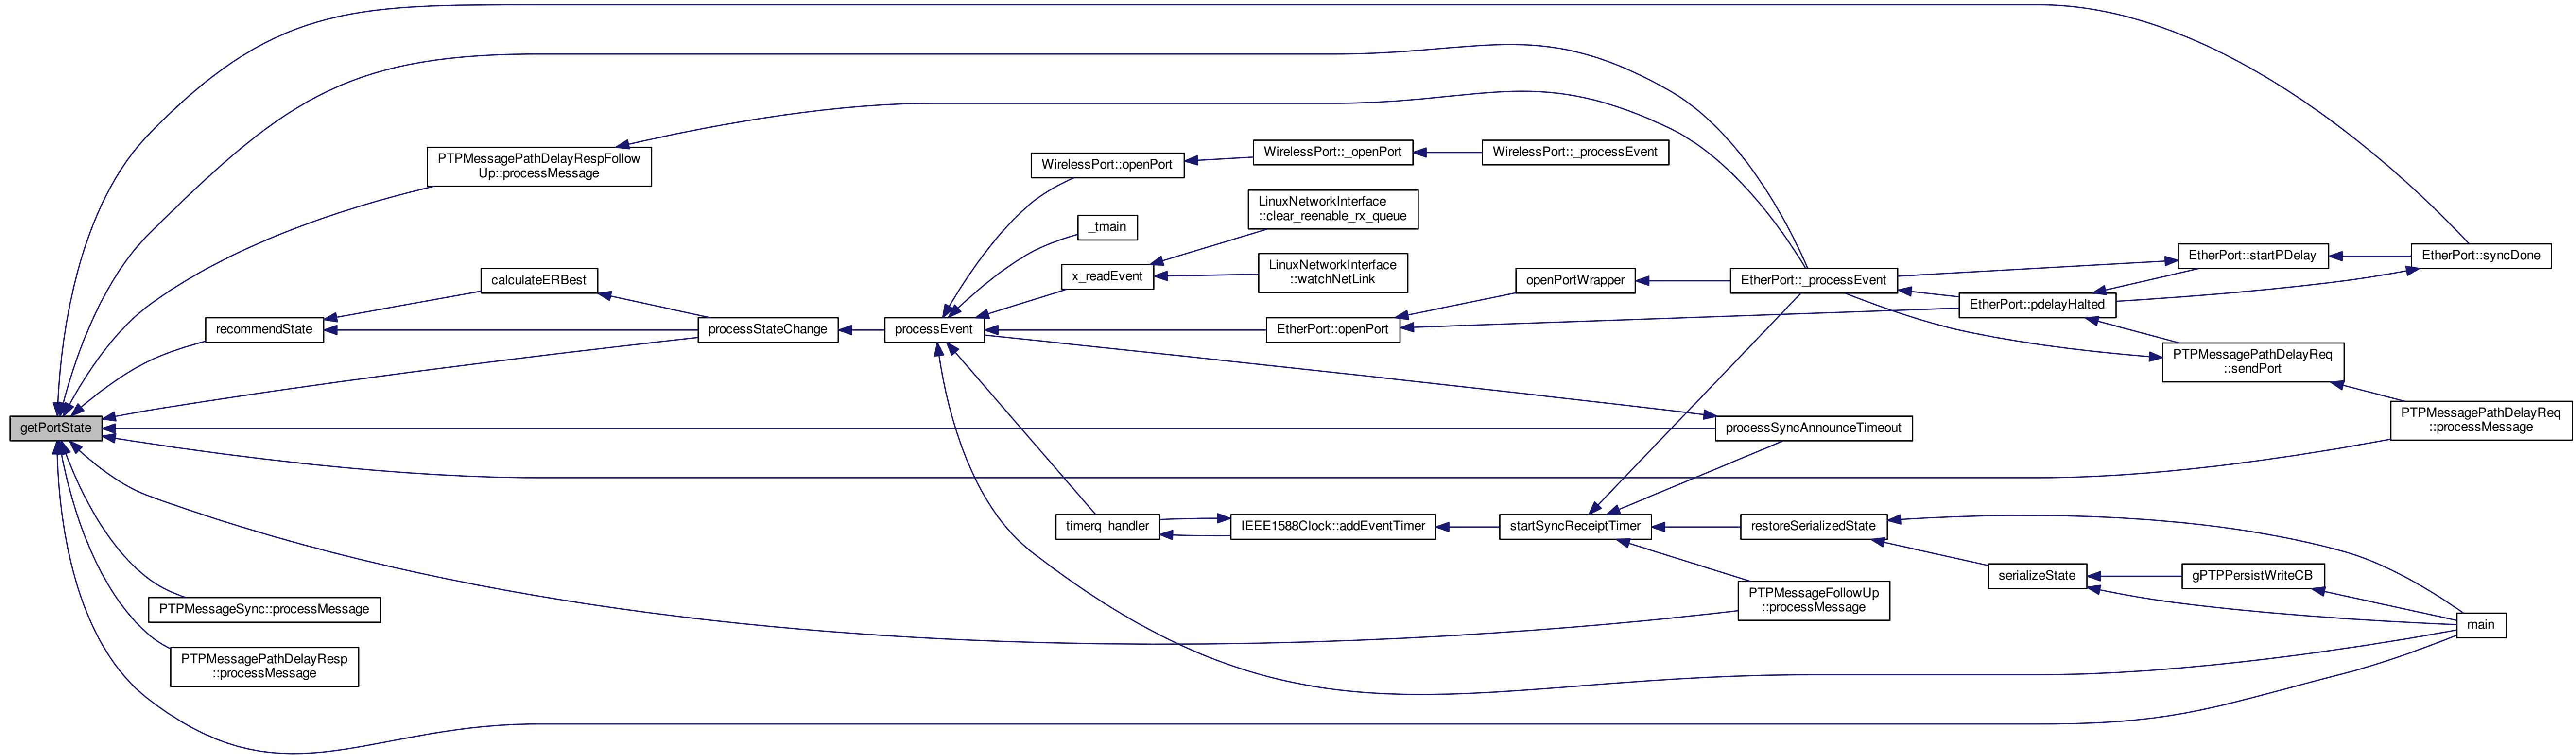 PTPMessagePathDelayRespFollow
Up::processMessage
WirelessPort::openPort
WirelessPort::_openPort
WirelessPort::_processEvent
LinuxNetworkInterface
::clear_reenable_rx_queue
_tmain
x_readEvent
LinuxNetworkInterface
::watchNetLink
calculateERBest
openPortWrapper
EtherPort::_processEvent
EtherPort::startPDelay
EtherPort::syncDone
EtherPort::pdelayHalted
recommendState
processStateChange
processEvent
EtherPort::openPort
PTPMessagePathDelayReq
::sendPort
getPortState
processSyncAnnounceTimeout
PTPMessagePathDelayReq
::processMessage
timerq_handler
IEEE1588Clock::addEventTimer
startSyncReceiptTimer
restoreSerializedState
serializeState
gPTPPersistWriteCB
PTPMessageSync::processMessage
PTPMessageFollowUp
::processMessage
main
PTPMessagePathDelayResp
::processMessage